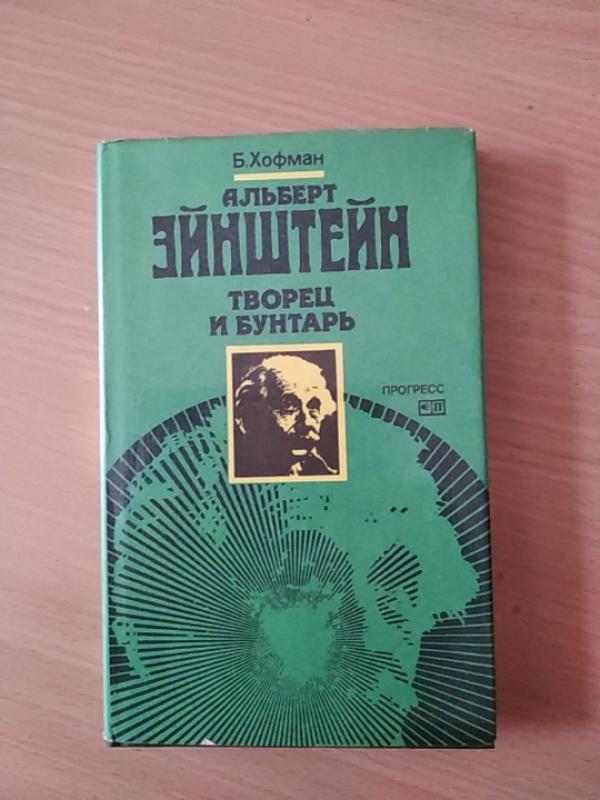 Б. Хофман
АЛЬБЕРТ
ЭЙНШТЕЙН
ТВОРЕЦ
И БУНТАРЬ
ПРОГРЕСС